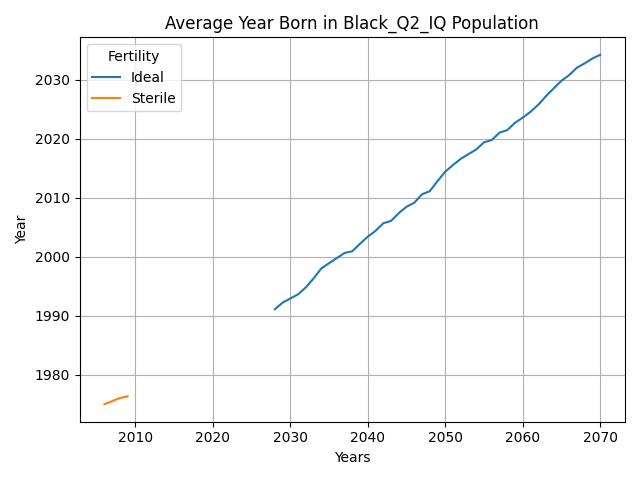 Average Year Born in Black_Q2_IQ Population
Fertility
Ideal
Sterile
Year
2030
2020
2010
2000
1990
1980
2010 2020 2030 2040 2050 2060 2070
Years